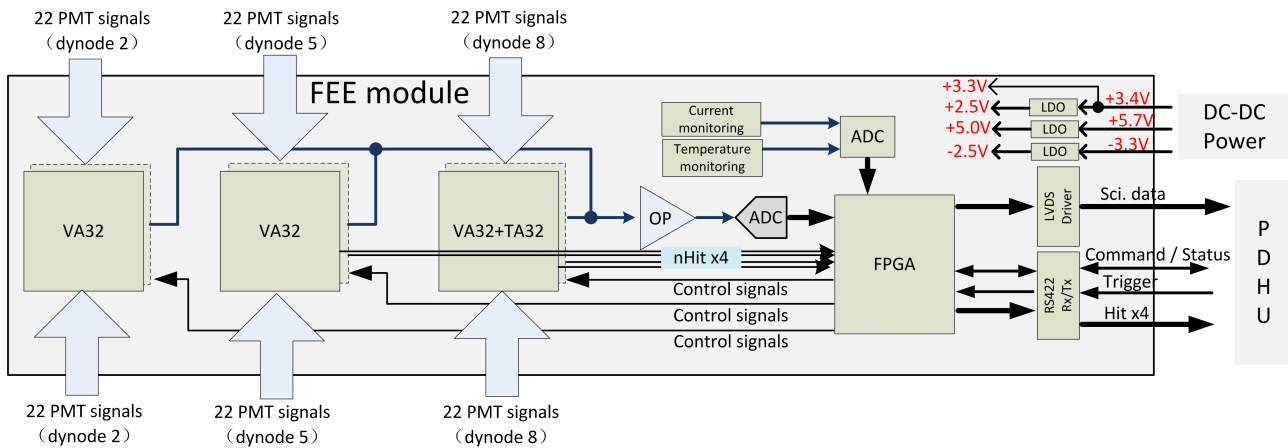 22 PMT signals
（dynode 2）
22 PMT signals
（dynode 5）
22 PMT signals
（dynode 8）
FEE module
+3.3V
+2.5V
LDO
+3.4V
+5.0V
LDO
+5.7V
-2.5V
LDO
-3.3V
DC-DC
Power
Current
monitoring
Temperature
monitoring
ADC
VA32
VA32
VA32+TA32
OP
ADC
nHit x4
FPGA
LVDS
Driver
RS422
Rx/Tx
Sci. data
Command / Status
Trigger
Hit x4
P
D
H
U
Control signals
Control signals
Control signals
22 PMT signals
（dynode 2）
22 PMT signals
（dynode 5）
22 PMT signals
（dynode 8）